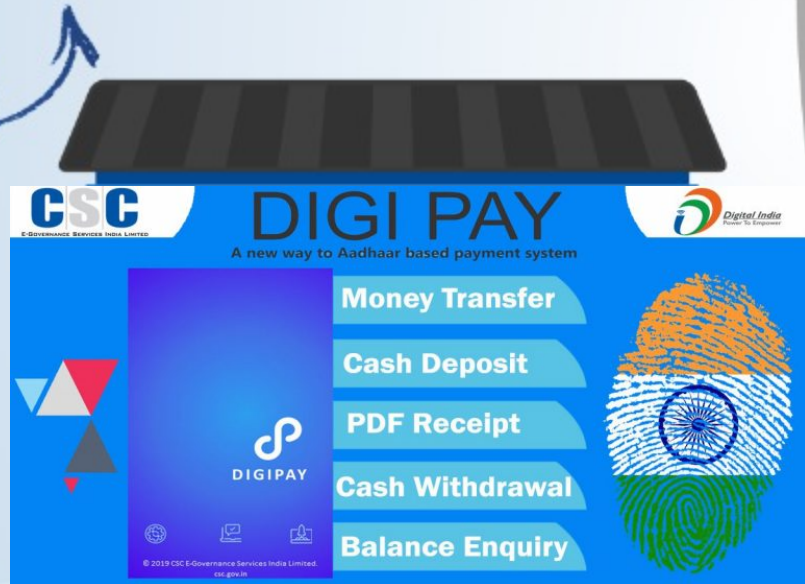 CSC
E-GOVERNANCE SERVICES INDIA LIMITED
DIGI PAY
A new way to Aadhaar based payment system
Digital India
Power To Empower
Money Transfer
Cash Deposit
PDF Receipt
Cash Withdrawal
Balance Enquiry
DIGIPAY
© 2019 CSC E-Governance Services India Limited.
csc.gov.in